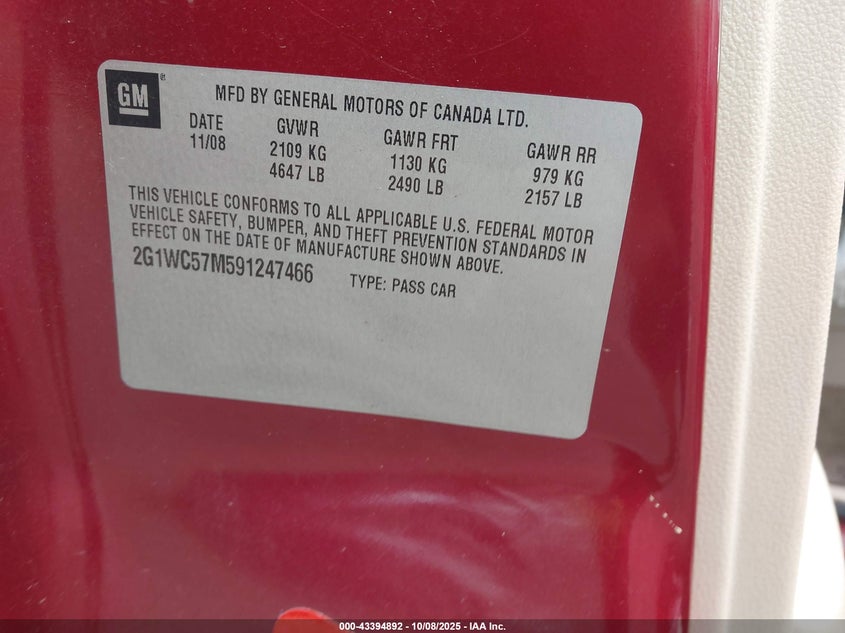 GM
®
MFD BY GENERAL MOTORS OF CANADA LTD.
DATE GVWR GAWR FRT GAWR RR
11/08 2109 KG 1130 KG 979 KG
4647 LB 2490 LB 2157 LB
THIS VEHICLE CONFORMS TO ALL APPLICABLE U.S. FEDERAL MOTOR
VEHICLE SAFETY, BUMPER, AND THEFT PREVENTION STANDARDS IN
EFFECT ON THE DATE OF MANUFACTURE SHOWN ABOVE.
2G1WC57M591247466 TYPE: PASS CAR
000-43394892 - 10/08/2025 - IAA Inc.